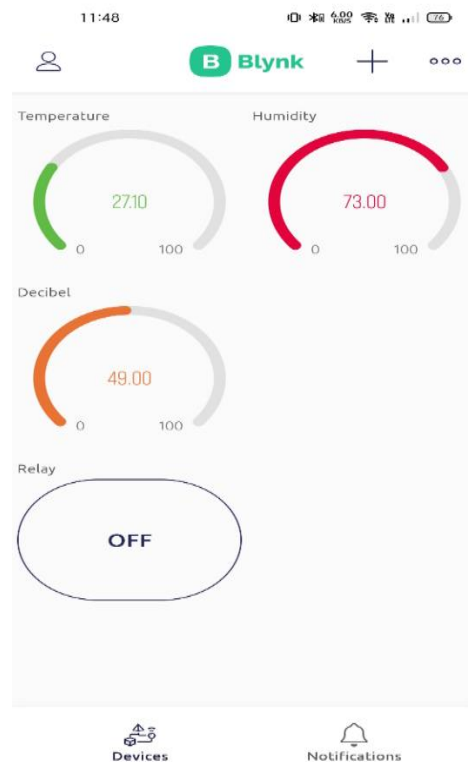 11:48 6.00 KB/S 76
B Blynk
Temperature Humidity
27.10 73.00
0 100 0 100
Decibel
49.00
0 100
Relay
OFF
Devices Notifications